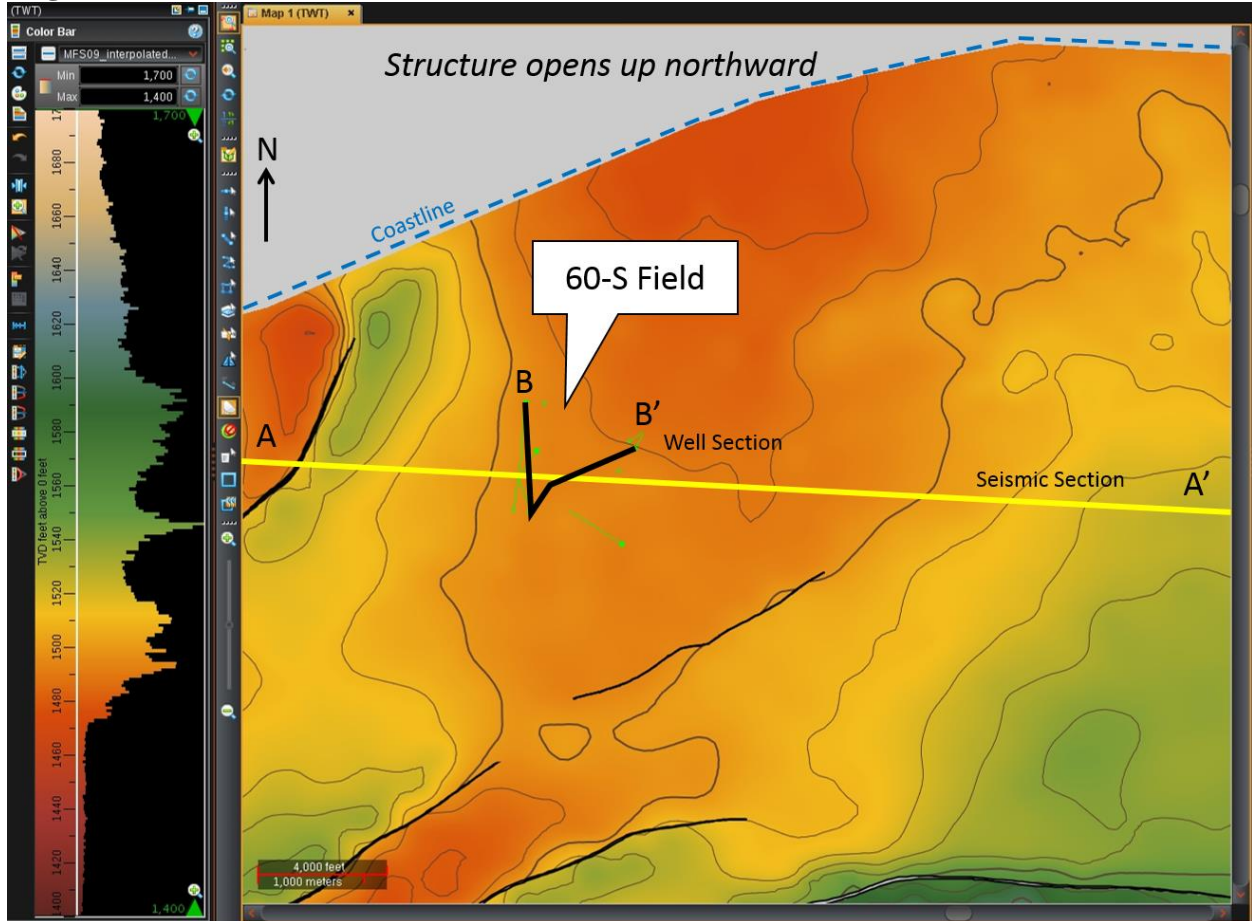 (TWT)
Color Bar
MFS09_interpolated...
Min 1,700
Max 1,400
1,700
1680
1660
1640
1620
1600
1580
1560
1540
1520
1500
1480
1460
1440
1420
1400
TVD feet above 0 feet
1,400
Map 1 (TWT)
Structure opens up northward
N
Coastline
60-S Field
B
B’
A
Well Section
Seismic Section
A’
4,000 feet
1,000 meters